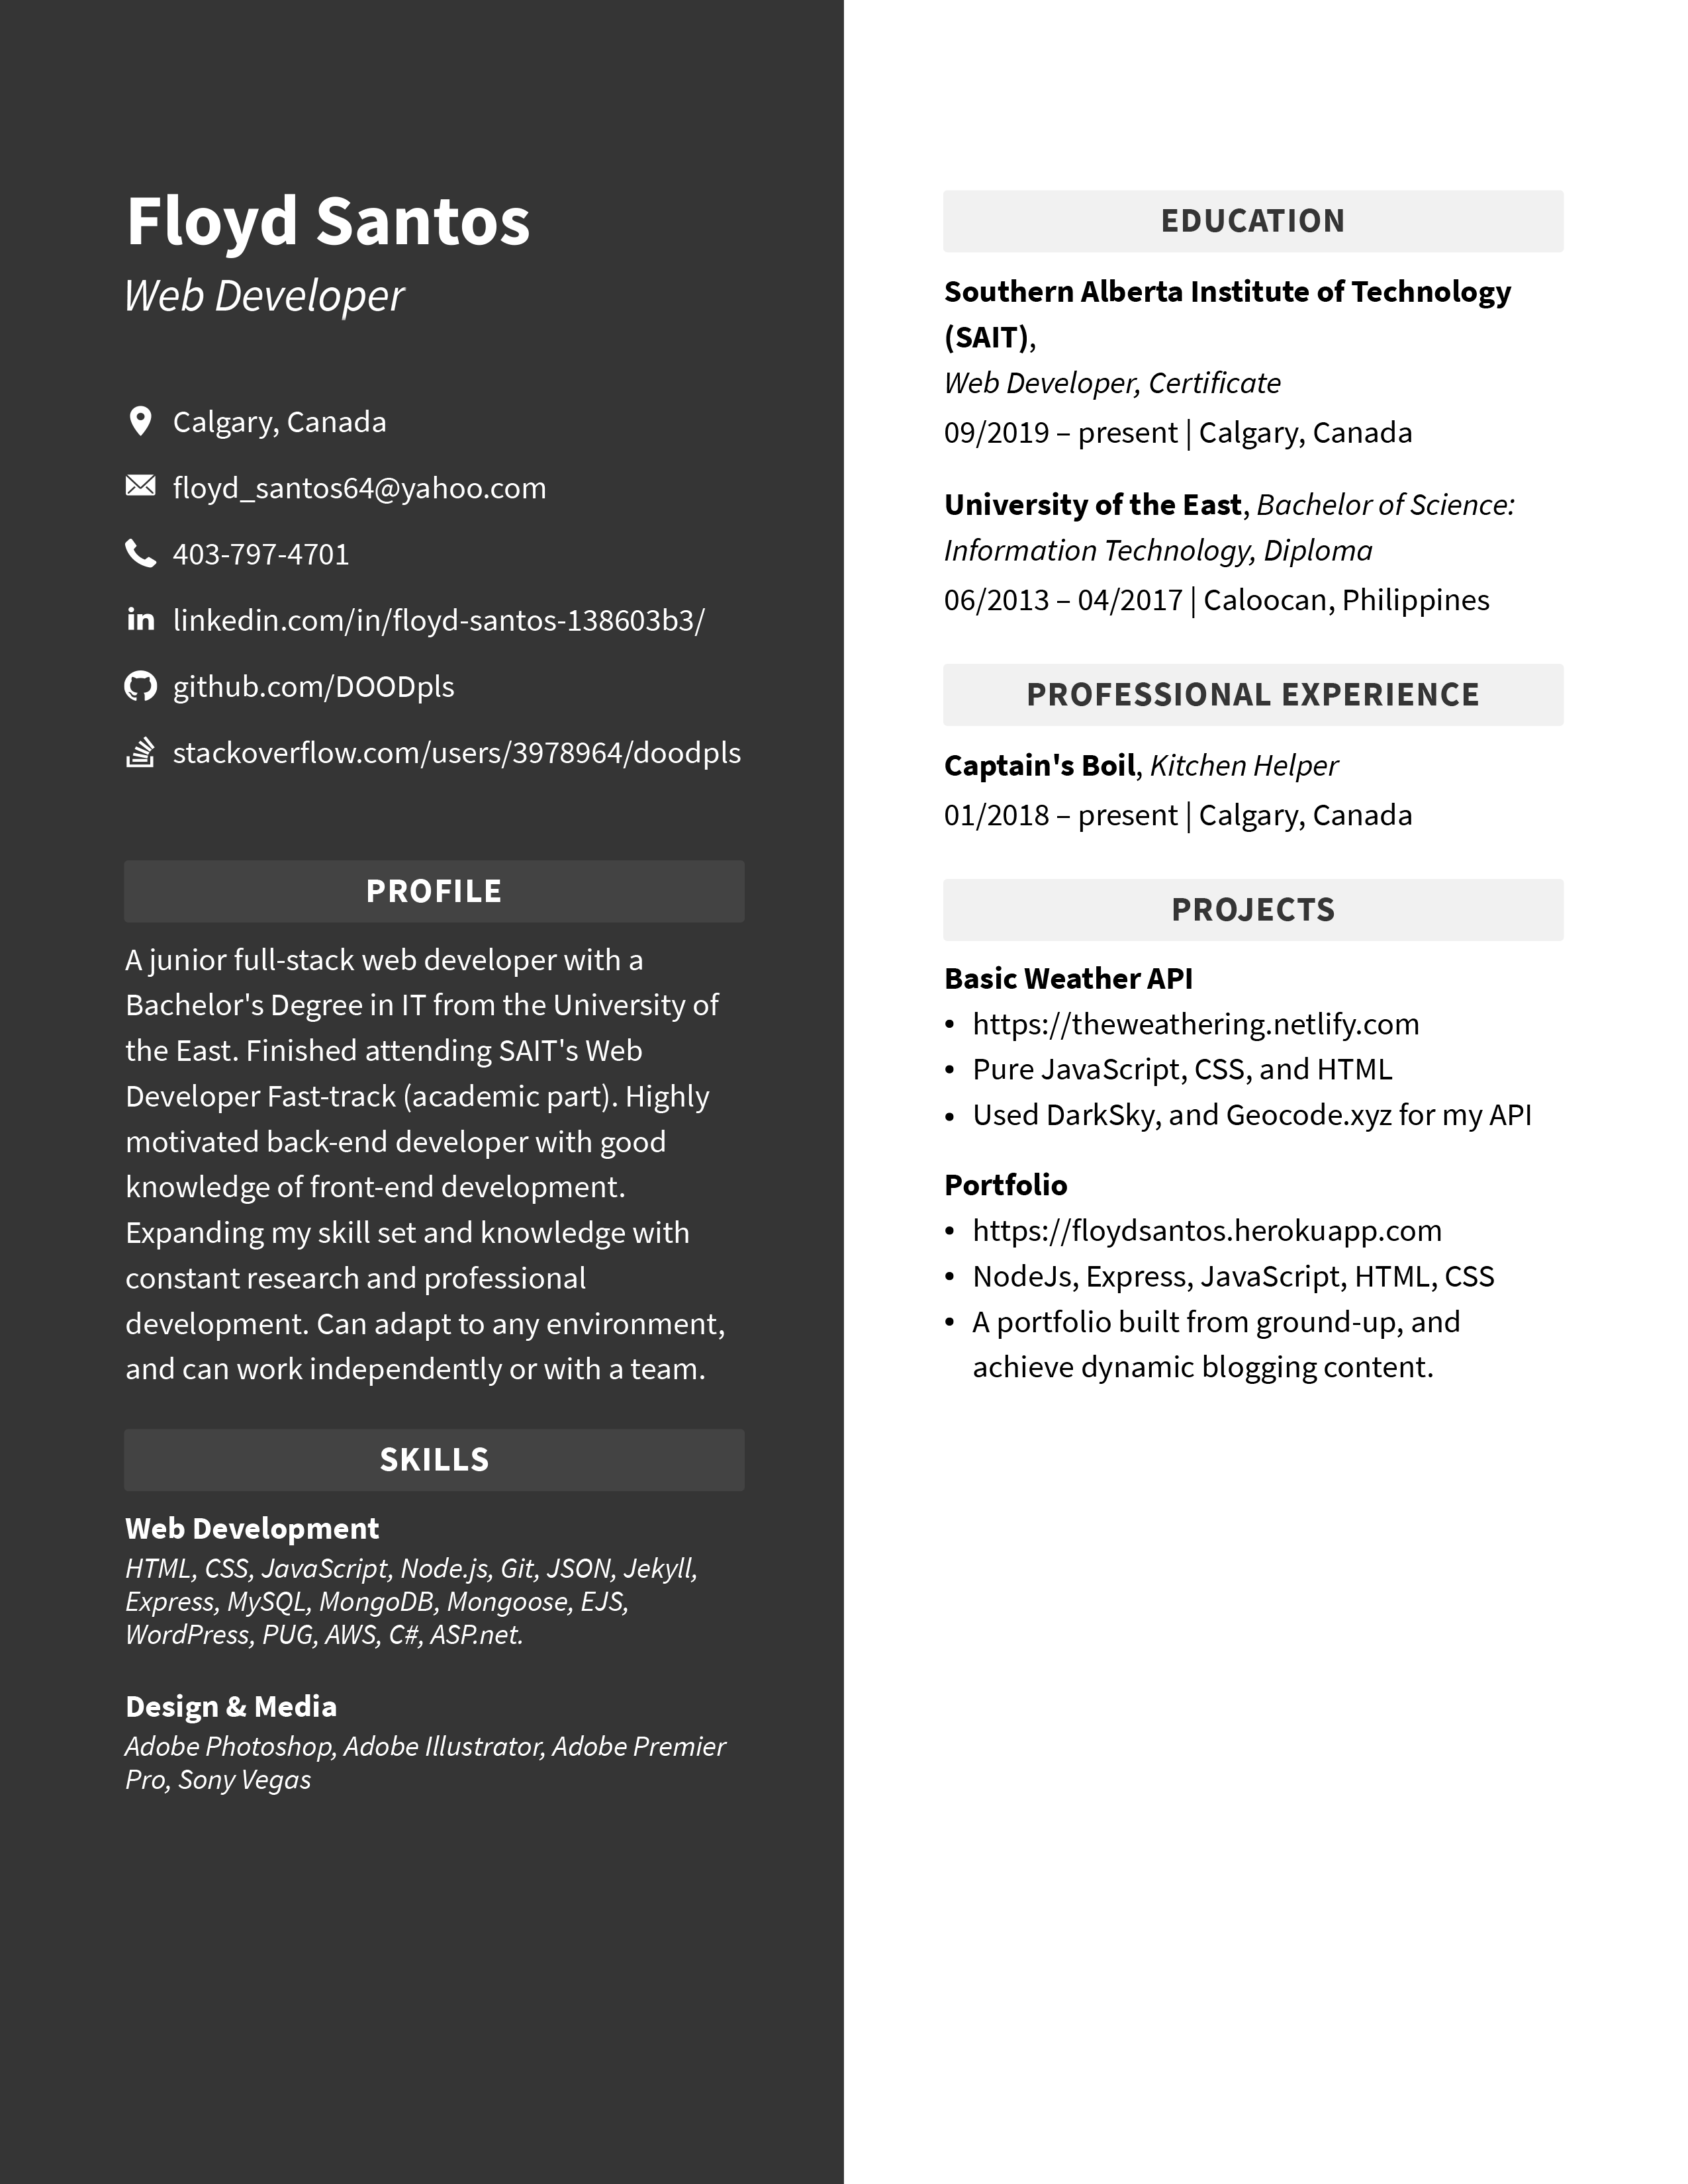 Floyd Santos
Web Developer
Calgary, Canada
floyd_santos64@yahoo.com
403-797-4701
linkedin.com/in/floyd-santos-138603b3/
github.com/DOODpls
stackoverflow.com/users/3978964/doodpls
PROFILE
A junior full-stack web developer with a
Bachelor's Degree in IT from the University of
the East. Finished attending SAIT's Web
Developer Fast-track (academic part). Highly
motivated back-end developer with good
knowledge of front-end development.
Expanding my skill set and knowledge with
constant research and professional
development. Can adapt to any environment,
and can work independently or with a team.
SKILLS
Web Development
HTML, CSS, JavaScript, Node.js, Git, JSON, Jekyll,
Express, MySQL, MongoDB, Mongoose, EJS,
WordPress, PUG, AWS, C#, ASP.net.
Design & Media
Adobe Photoshop, Adobe Illustrator, Adobe Premier
Pro, Sony Vegas
EDUCATION
Southern Alberta Institute of Technology
(SAIT),
Web Developer, Certificate
09/2019 – present | Calgary, Canada
University of the East, Bachelor of Science:
Information Technology, Diploma
06/2013 – 04/2017 | Caloocan, Philippines
PROFESSIONAL EXPERIENCE
Captain's Boil, Kitchen Helper
01/2018 – present | Calgary, Canada
PROJECTS
Basic Weather API
• https://theweathering.netlify.com
• Pure JavaScript, CSS, and HTML
• Used DarkSky, and Geocode.xyz for my API
Portfolio
• https://floydsantos.herokuapp.com
• NodeJs, Express, JavaScript, HTML, CSS
• A portfolio built from ground-up, and
achieve dynamic blogging content.